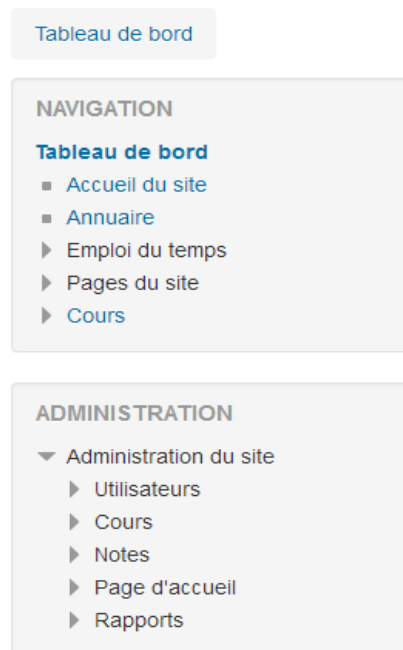 Tableau de bord
NAVIGATION
Tableau de bord
Accueil du site
Annuaire
Emploi du temps
Pages du site
Cours
ADMINISTRATION
Administration du site
Utilisateurs
Cours
Notes
Page d'accueil
Rapports